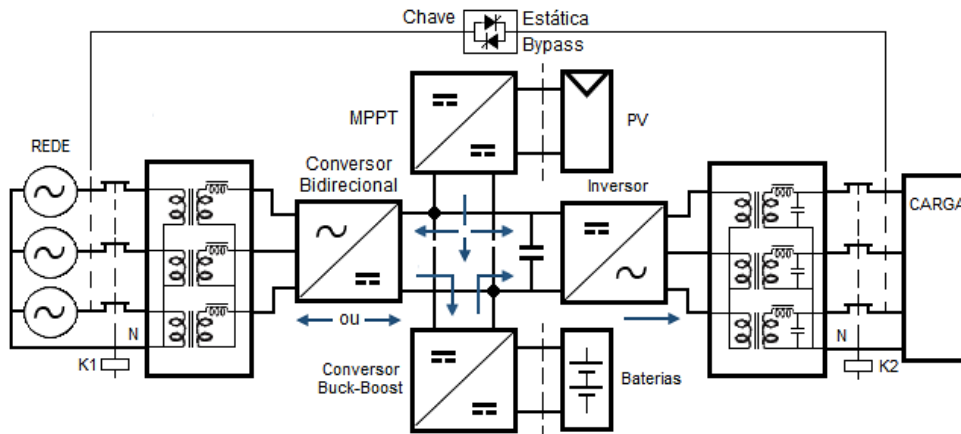 Chave
Estática
Bypass
MPPT
PV
REDE
Conversor
Bidirecional
Inversor
CARGA
ou
N
N
K1
K2
Conversor
Buck-Boost
Baterias